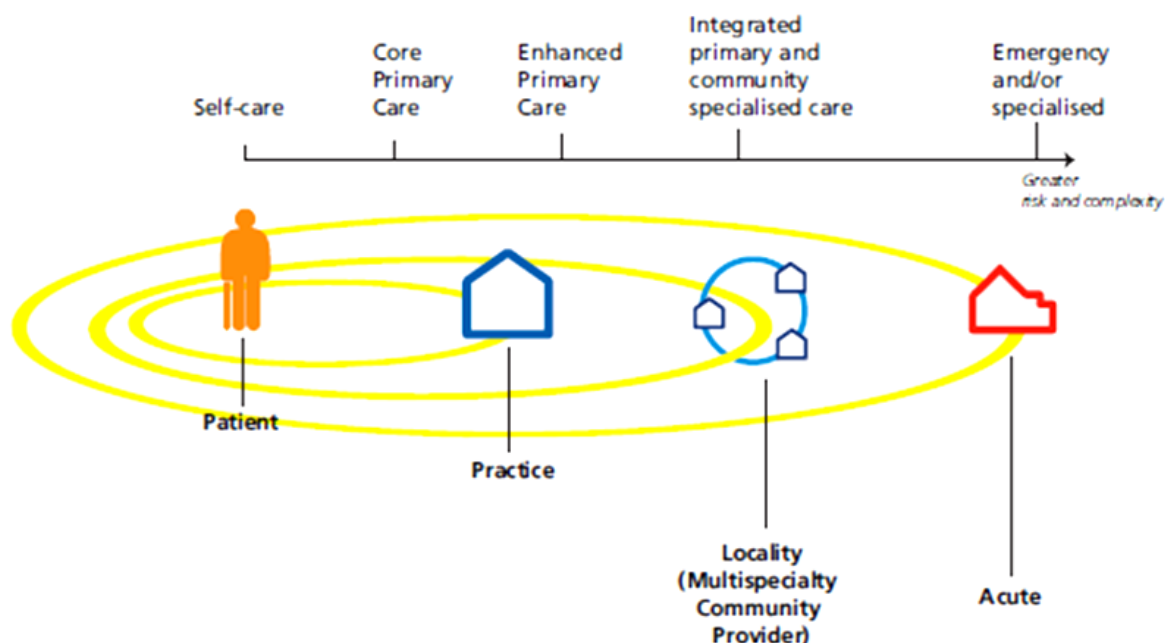 Self-care
Core
Primary
Care
Enhanced
Primary
Care
Integrated
primary and
community
specialised care
Emergency
and/or
specialised
Greater
risk and complexity
Patient
Practice
Locality
(Multispecialty
Community
Provider)
Acute